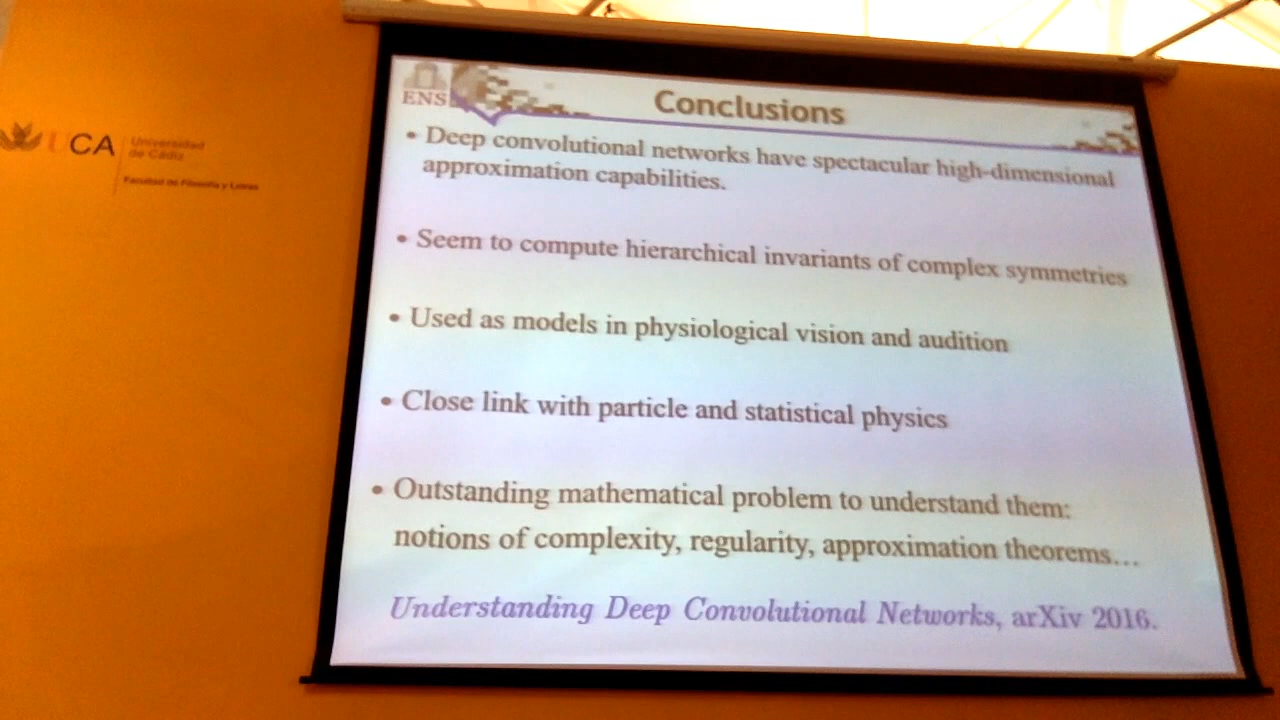 UCA
Universidad
de Cádiz
Facultad de Filosofía y Letras
ENS
Conclusions
• Deep convolutional networks have spectacular high-dimensional
approximation capabilities.
• Seem to compute hierarchical invariants of complex symmetries
• Used as models in physiological vision and audition
• Close link with particle and statistical physics
• Outstanding mathematical problem to understand them:
notions of complexity, regularity, approximation theorems...
Understanding Deep Convolutional Networks, arXiv 2016.